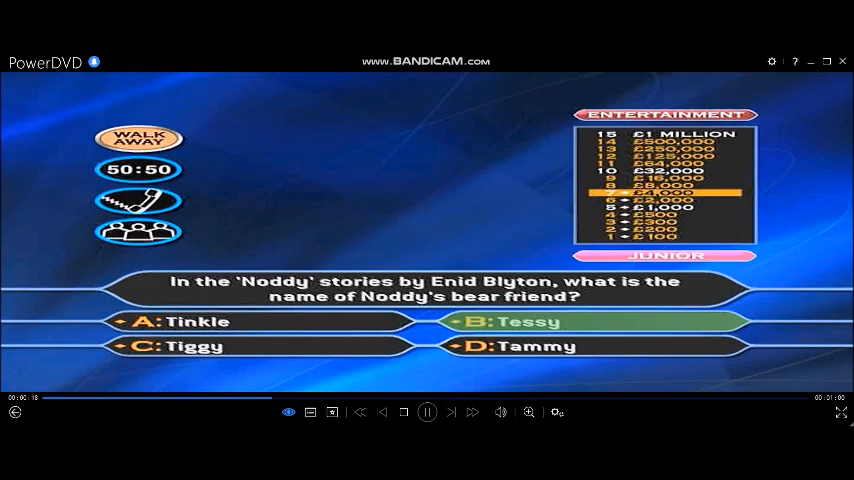 PowerDVD
www.BANDICAM.com
WALK
AWAY
50:50
ENTERTAINMENT
15 £1 MILLION
14 £500,000
13 £250,000
12 £125,000
11 £64,000
10 £32,000
9 £16,000
8 £8,000
7 £4,000
6 £2,000
5 £1,000
4 £500
3 £300
2 £200
1 £100
JUNIOR
In the 'Noddy' stories by Enid Blyton, what is the
name of Noddy's bear friend?
A: Tinkle
B: Tessy
C: Tiggy
D: Tammy
00:00:18
00:01:00